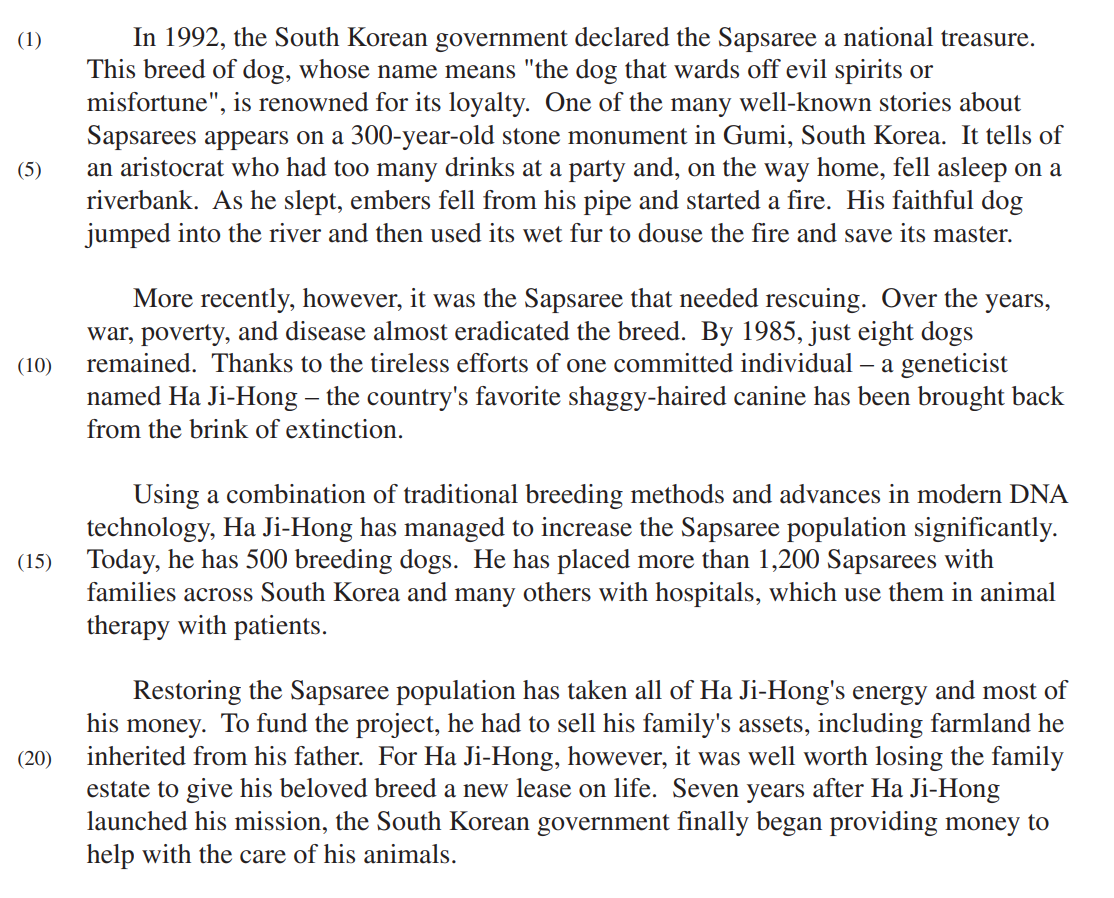 (1) In 1992, the South Korean government declared the Sapsaree a national treasure.
This breed of dog, whose name means "the dog that wards off evil spirits or
misfortune", is renowned for its loyalty. One of the many well-known stories about
Sapsarees appears on a 300-year-old stone monument in Gumi, South Korea. It tells of
(5) an aristocrat who had too many drinks at a party and, on the way home, fell asleep on a
riverbank. As he slept, embers fell from his pipe and started a fire. His faithful dog
jumped into the river and then used its wet fur to douse the fire and save its master.
More recently, however, it was the Sapsaree that needed rescuing. Over the years,
war, poverty, and disease almost eradicated the breed. By 1985, just eight dogs
(10) remained. Thanks to the tireless efforts of one committed individual – a geneticist
named Ha Ji-Hong – the country's favorite shaggy-haired canine has been brought back
from the brink of extinction.
Using a combination of traditional breeding methods and advances in modern DNA
technology, Ha Ji-Hong has managed to increase the Sapsaree population significantly.
(15) Today, he has 500 breeding dogs. He has placed more than 1,200 Sapsarees with
families across South Korea and many others with hospitals, which use them in animal
therapy with patients.
Restoring the Sapsaree population has taken all of Ha Ji-Hong's energy and most of
his money. To fund the project, he had to sell his family's assets, including farmland he
(20) inherited from his father. For Ha Ji-Hong, however, it was well worth losing the family
estate to give his beloved breed a new lease on life. Seven years after Ha Ji-Hong
launched his mission, the South Korean government finally began providing money to
help with the care of his animals.